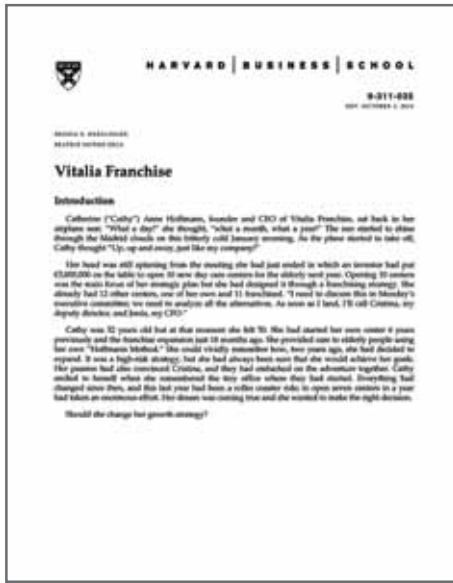 HARVARD | BUSINESS | SCHOOL
9-311-035
REV: OCTOBER
Vitalia Franchise
Introduction
Catherine ("Cathy") Anne Hoffmann, founder and CEO of Vitalia Franchise, sat back in her
airplane seat; "What a day!" she thought, "what a month, what a year!" The sun started to shine
through the Madrid clouds on this bitterly cold January morning. As the plane started to take off,
Cathy thought "Up, up and away, just like my company!"
Her head was still spinning from the meeting she had just ended in which an investor had put
on the table to open 10 new day care centers for the elderly next year. Opening 10 centers
was the main focus of her strategic plan but she had designed it through a franchising strategy. She
already had 12 other centers, one of her own and 11 franchised. "I need to discuss this in Monday's
executive committee; we need to analyze all the alternatives. As soon as I land, I'll call Cristina, my
deputy director, and Jesús, my CFO."
Cathy was 32 years old but at that moment she felt 50. She had started her own center 6 years
previously and the franchise expansion just 18 months ago. She provided care to elderly people using
her own "Hoffmann Method." She could vividly remember how, two years ago, she had decided to
expand. It was a high-risk strategy, but she had always been sure that she would achieve her goals.
Her passion had also convinced Cristina, and they had embarked on the adventure together. Cathy
smiled to herself when she remembered the tiny office where they had started. Everything had
changed since then, and this last year had been a roller coaster ride; to open seven centers in a year
had taken an enormous effort. Her dream was coming true and she wanted to make the right decision.
Should she change her growth strategy?